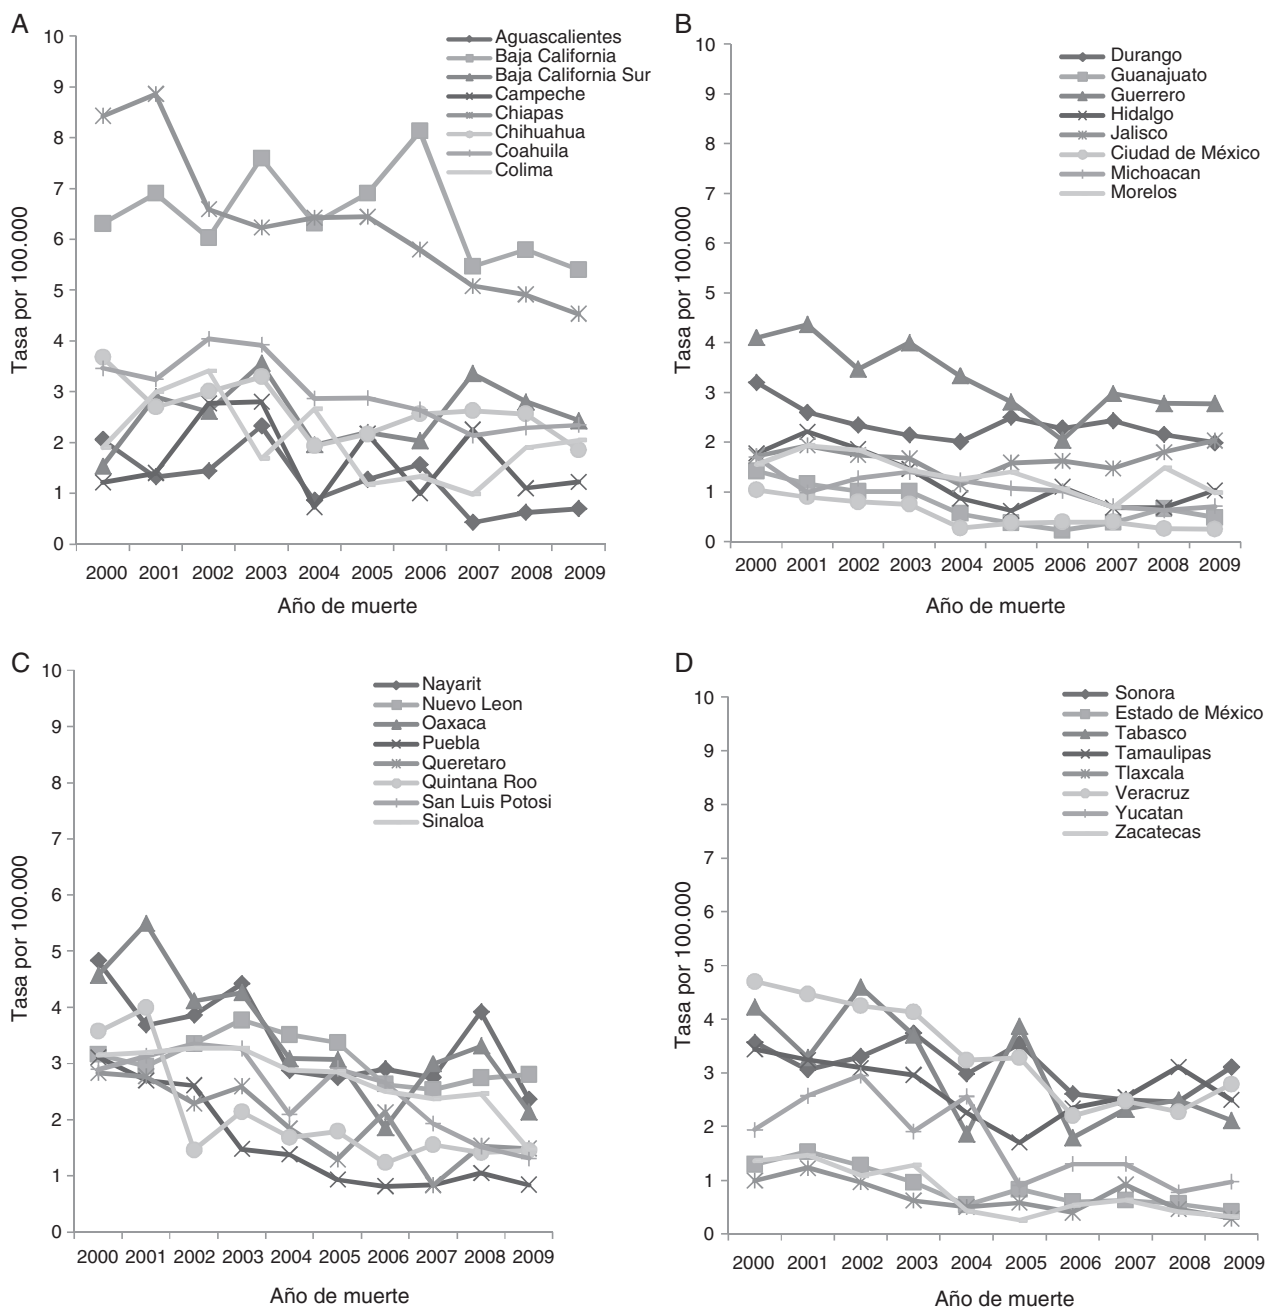 A
10
9
8
7
6
5
4
3
2
1
0
Tasa por 100.000
Aguascalientes
Baja California
Baja California Sur
Campeche
Chiapas
Chihuahua
Coahuila
Colima
2000 2001 2002 2003 2004 2005 2006 2007 2008 2009
Año de muerte
B
10
9
8
7
6
5
4
3
2
1
0
Tasa por 100.000
Durango
Guanajuato
Guerrero
Hidalgo
Jalisco
Ciudad de México
Michoacan
Morelos
2000 2001 2002 2003 2004 2005 2006 2007 2008 2009
Año de muerte
C
10
9
8
7
6
5
4
3
2
1
0
Tasa por 100.000
Nayarit
Nuevo Leon
Oaxaca
Puebla
Queretaro
Quintana Roo
San Luis Potosi
Sinaloa
2000 2001 2002 2003 2004 2005 2006 2007 2008 2009
Año de muerte
D
10
9
8
7
6
5
4
3
2
1
0
Tasa por 100.000
Sonora
Estado de México
Tabasco
Tamaulipas
Tlaxcala
Veracruz
Yucatan
Zacatecas
2000 2001 2002 2003 2004 2005 2006 2007 2008 2009
Año de muerte